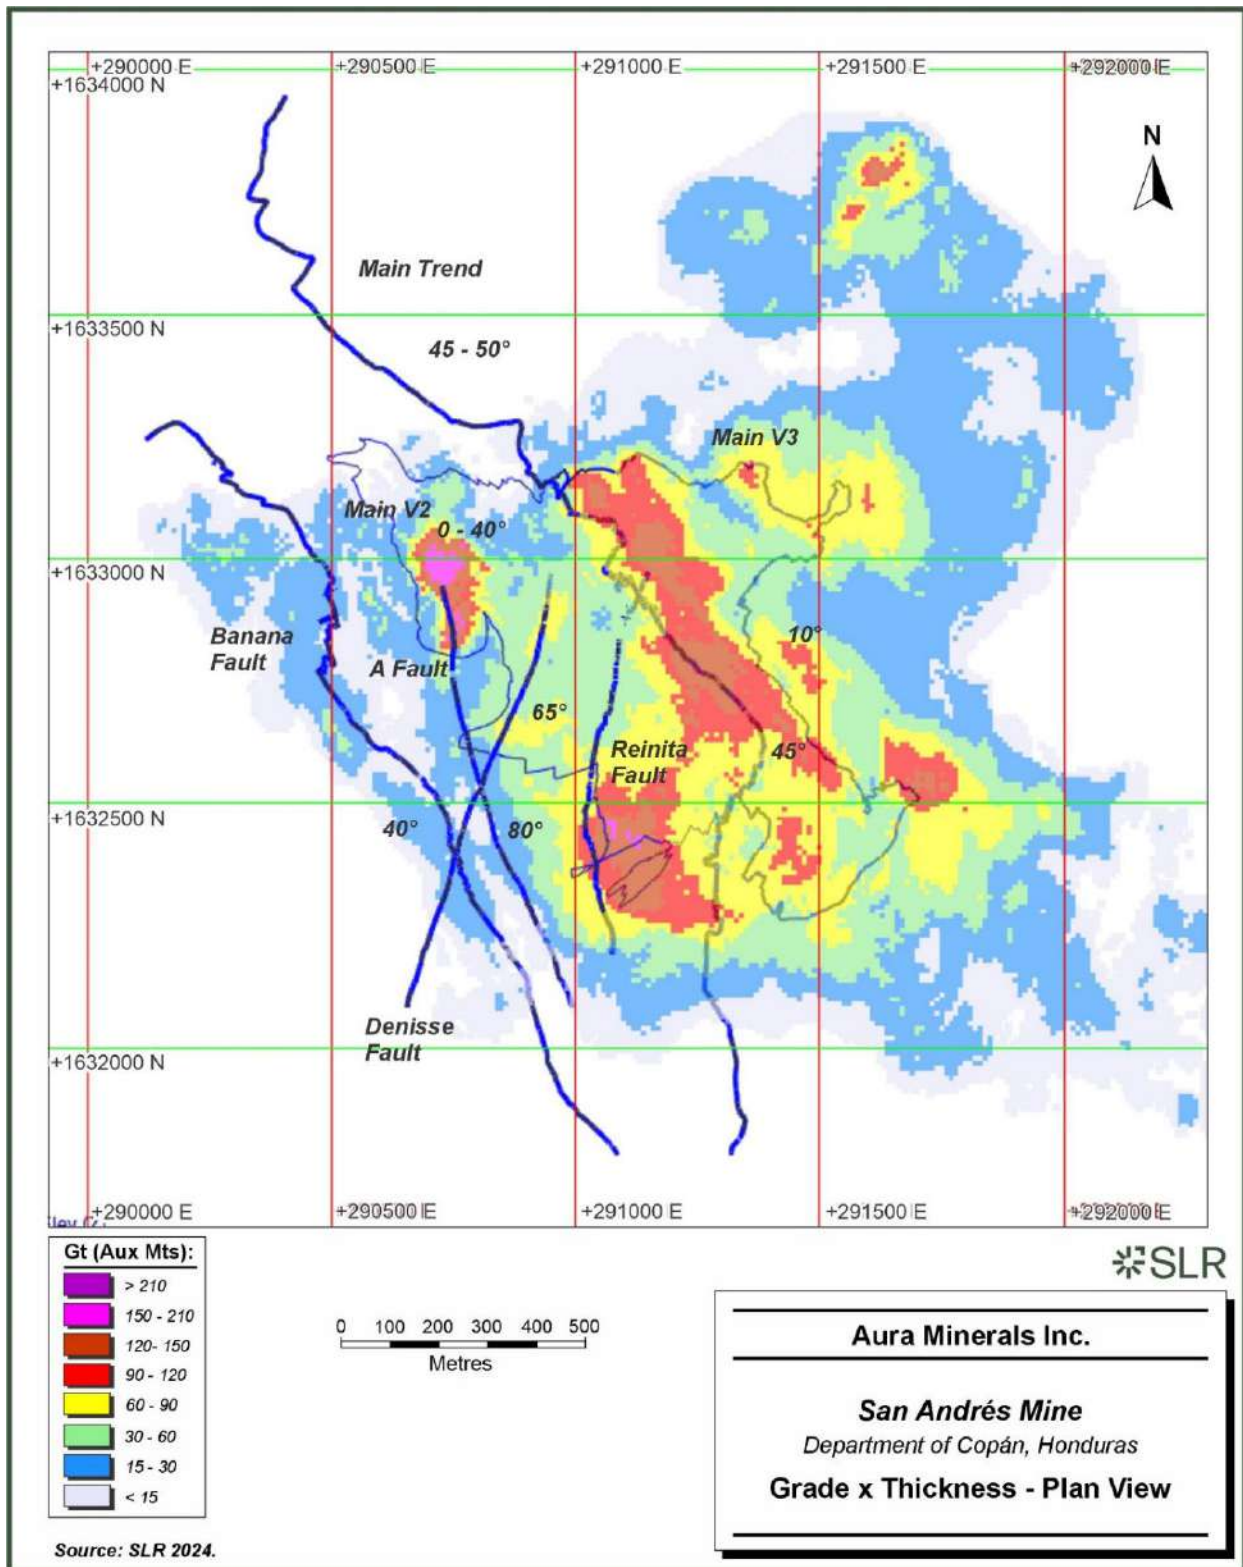 +290000 E +290500 E +291000 E +291500 E +292000 E
+1634000 N
N
Main Trend
+1633500 N
45 - 50°
Main V3
Main V2
0 - 40°
+1633000 N
Banana
Fault
A Fault
10°
65°
Reinita
Fault
45°
+1632500 N
40°
80°
Denisse
Fault
+1632000 N
+290000 E +290500 E +291000 E +291500 E +292000 E
Gt (Aux Mts):
> 210
150 - 210
120- 150
90 - 120
60 - 90
30 - 60
15 - 30
< 15
0 100 200 300 400 500
Metres
SLR
Aura Minerals Inc.
San Andrés Mine
Department of Copán, Honduras
Grade x Thickness - Plan View
Source: SLR 2024.